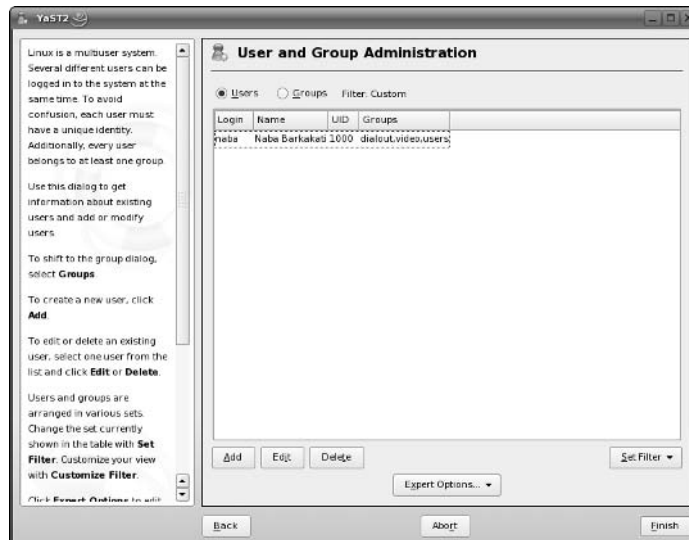 YaST2
Linux is a multiuser system.
Several different users can be
logged in to the system at the
same time. To avoid
confusion, each user must
have a unique identity.
Additionally, every user
belongs to at least one group.
Use this dialog to get
information about existing
users and add or modify
users.
To shift to the group dialog,
select Groups.
To create a new user, click
Add.
To edit or delete an existing
user, select one user from the
list and click Edit or Delete.
Users and groups are
arranged in various sets.
Change the set currently
shown in the table with Set
Filter. Customize your view
with Customize Filter.
Click Expert Options to edit
User and Group Administration
Users Groups Filter: Custom
Login Name UID Groups
naba Naba Barkakati 1000 dialout,video,users
Add Edit Delete Set Filter
Expert Options...
Back Abort Finish